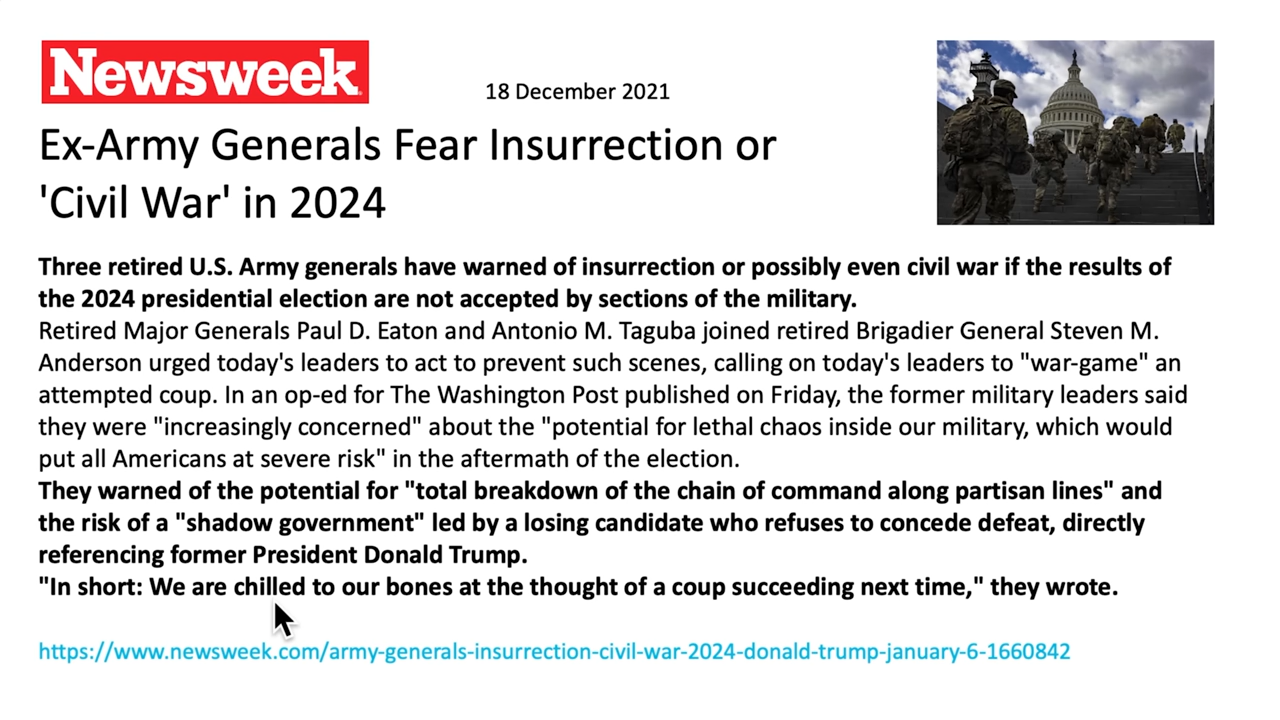 Newsweek
18 December 2021
Ex-Army Generals Fear Insurrection or
'Civil War' in 2024
Three retired U.S. Army generals have warned of insurrection or possibly even civil war if the results of
the 2024 presidential election are not accepted by sections of the military.
Retired Major Generals Paul D. Eaton and Antonio M. Taguba joined retired Brigadier General Steven M.
Anderson urged today's leaders to act to prevent such scenes, calling on today's leaders to "war-game" an
attempted coup. In an op-ed for The Washington Post published on Friday, the former military leaders said
they were "increasingly concerned" about the "potential for lethal chaos inside our military, which would
put all Americans at severe risk" in the aftermath of the election.
They warned of the potential for "total breakdown of the chain of command along partisan lines" and
the risk of a "shadow government" led by a losing candidate who refuses to concede defeat, directly
referencing former President Donald Trump.
"In short: We are chilled to our bones at the thought of a coup succeeding next time," they wrote.
https://www.newsweek.com/army-generals-insurrection-civil-war-2024-donald-trump-january-6-1660842